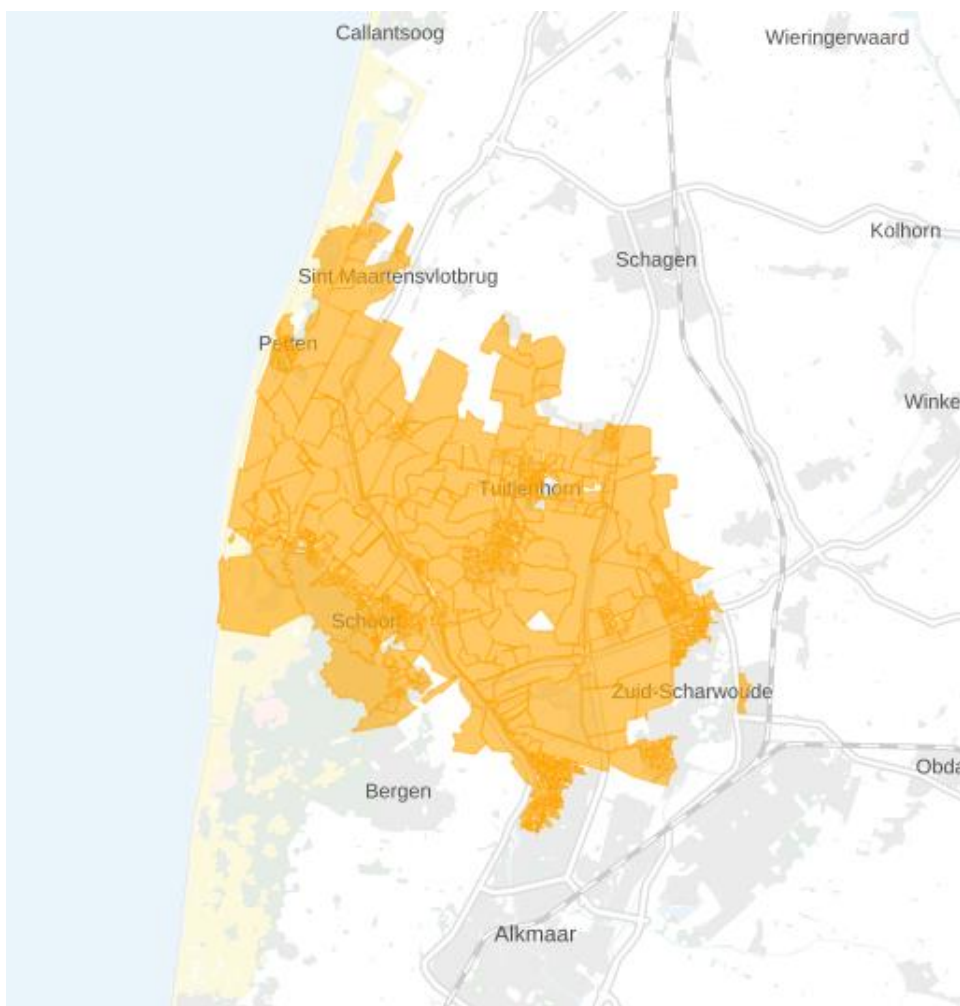 Callantsoog
Wieringerwaard
Kolhorn
Schagen
Sint Maartensvlotbrug
Petten
Winke
Tuitjenhorn
Schoorl
Zuid-Scharwoude
Obda
Bergen
Alkmaar